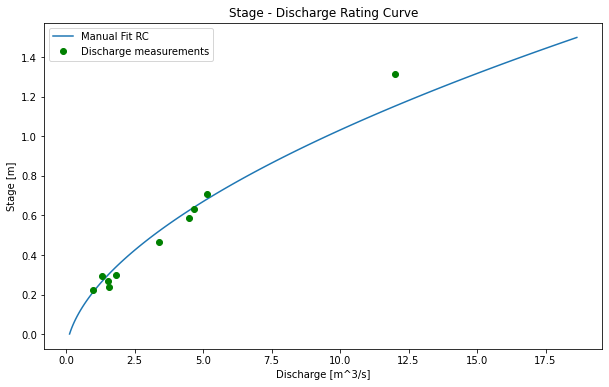 Stage - Discharge Rating Curve
Manual Fit RC
Discharge measurements
Stage [m]
1.4
1.2
1.0
0.8
0.6
0.4
0.2
0.0
0.0 2.5 5.0 7.5 10.0 12.5 15.0 17.5
Discharge [m^3/s]